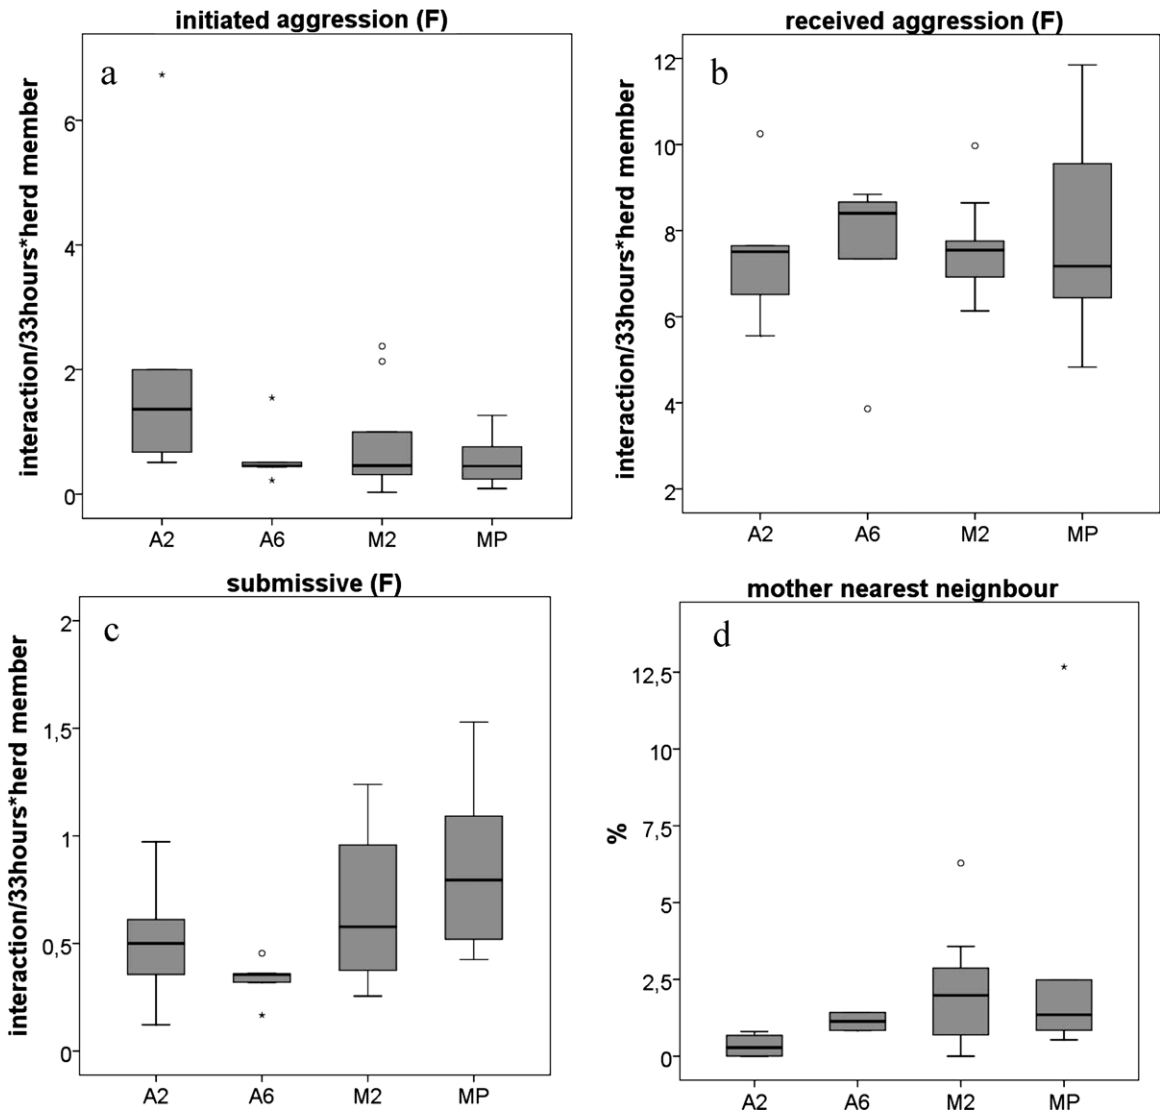 initiated aggression (F)
a
interaction/33hours*herd member
6
4
2
0
A2 A6 M2 MP
received aggression (F)
b
interaction/33hours*herd member
12
10
8
6
4
2
A2 A6 M2 MP
submissive (F)
c
interaction/33hours*herd member
2
1,5
1
0,5
0
A2 A6 M2 MP
mother nearest neignbour
d
%
12,5
10
7,5
5
2,5
0
A2 A6 M2 MP